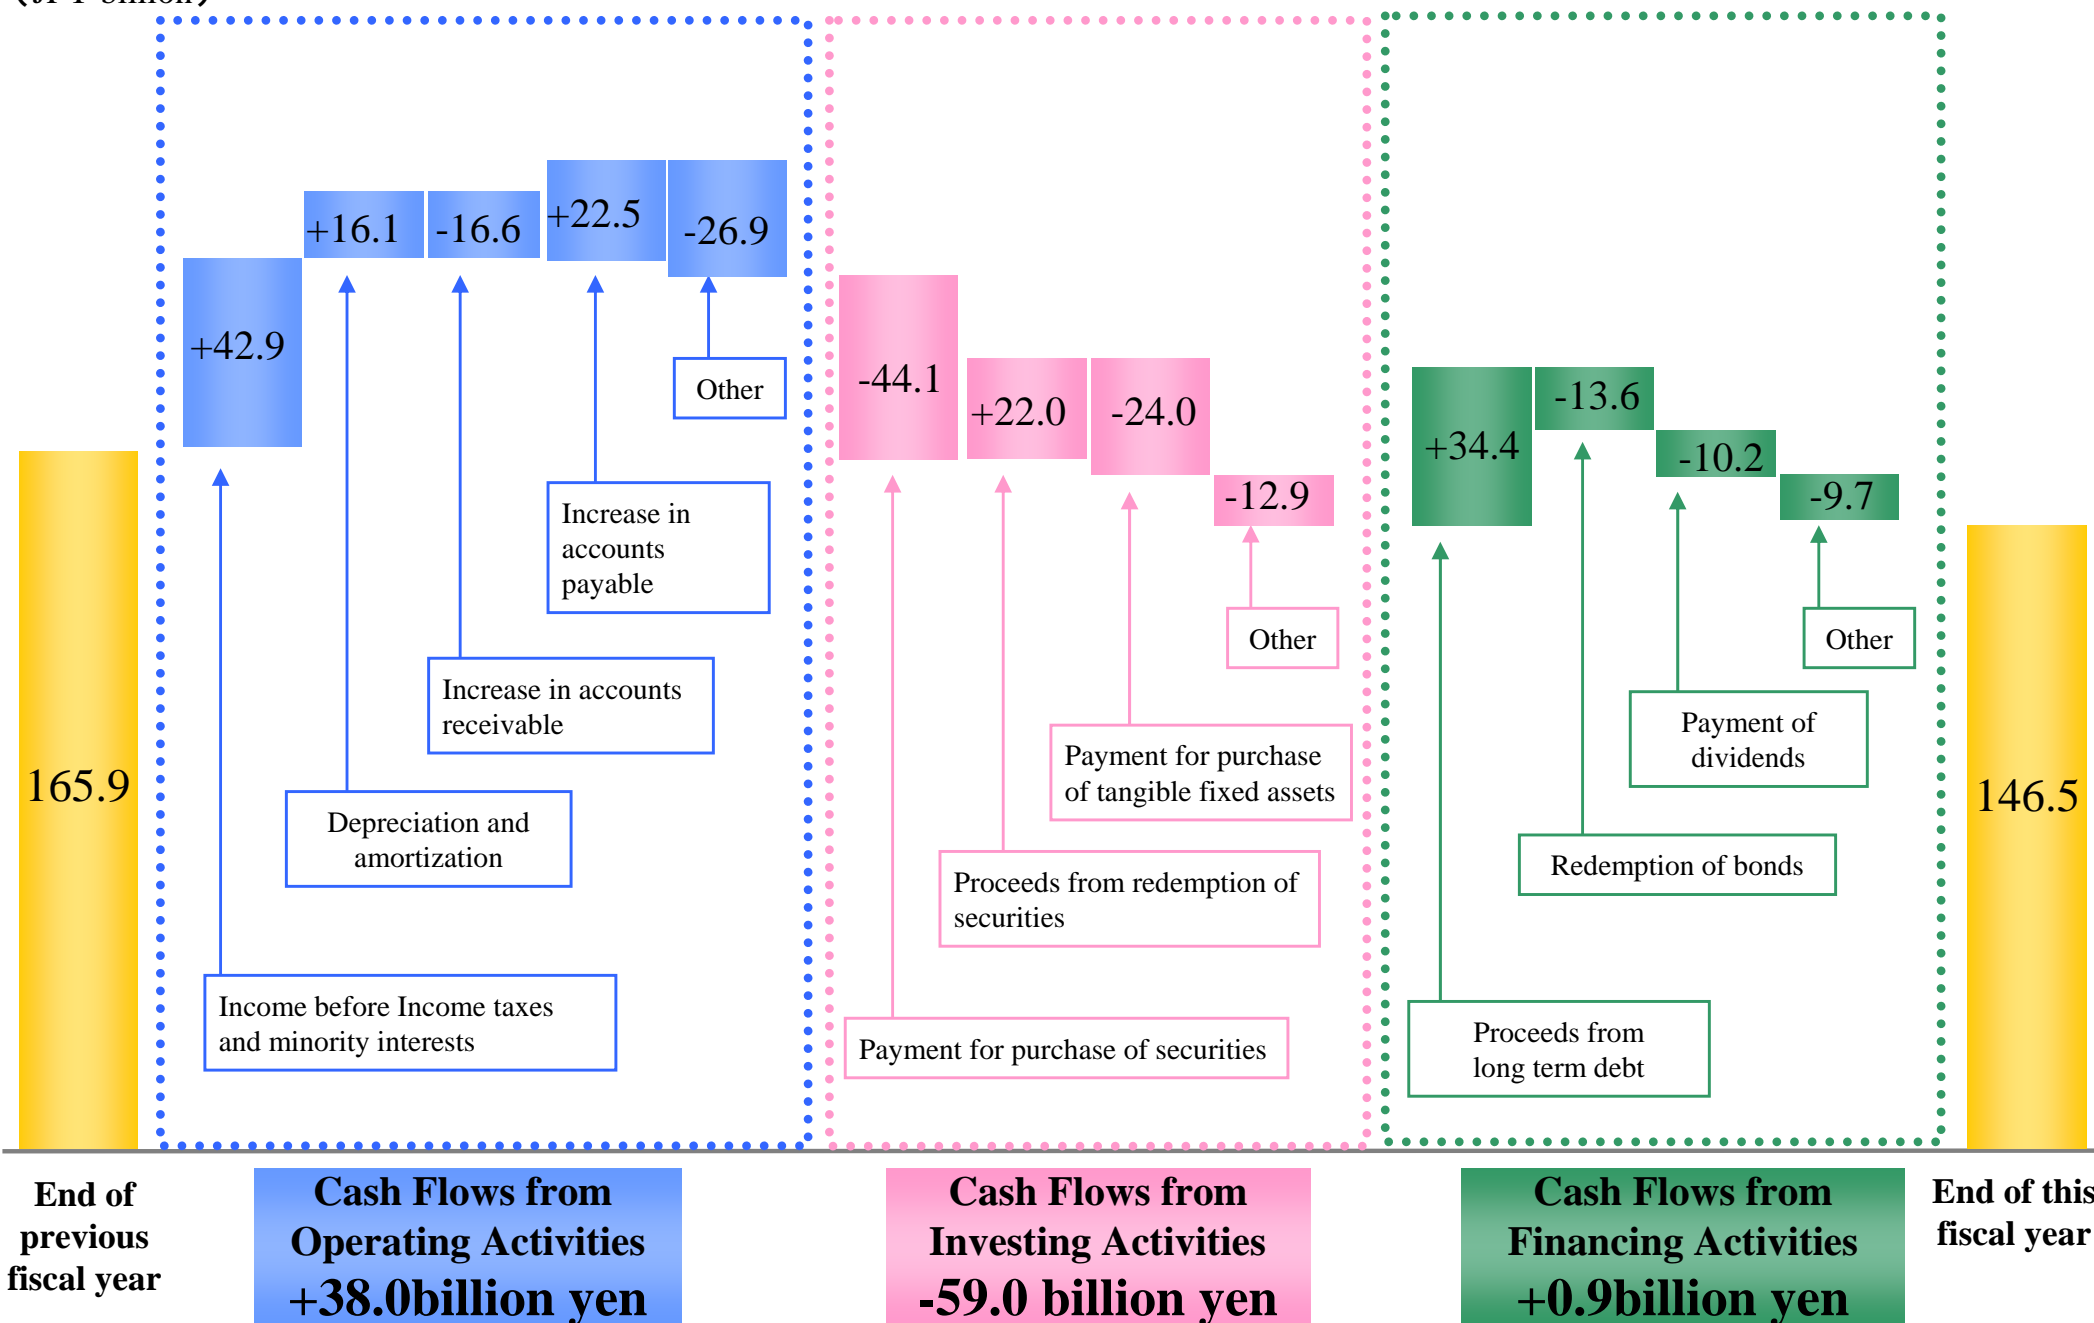 +42.9
+16.1
-16.6
+22.5
-26.9
Other
Increase in
accounts
payable
Increase in accounts
receivable
Depreciation and
amortization
Income before Income taxes
and minority interests
165.9
-44.1
+22.0
-24.0
-12.9
Other
Payment for purchase
of tangible fixed assets
Proceeds from redemption of
securities
Payment for purchase of securities
+34.4
-13.6
-10.2
-9.7
Other
Payment of
dividends
Redemption of bonds
Proceeds from
long term debt
146.5
End of
previous
fiscal year
Cash Flows from
Operating Activities
+38.0billion yen
Cash Flows from
Investing Activities
-59.0 billion yen
Cash Flows from
Financing Activities
+0.9billion yen
End of this
fiscal year